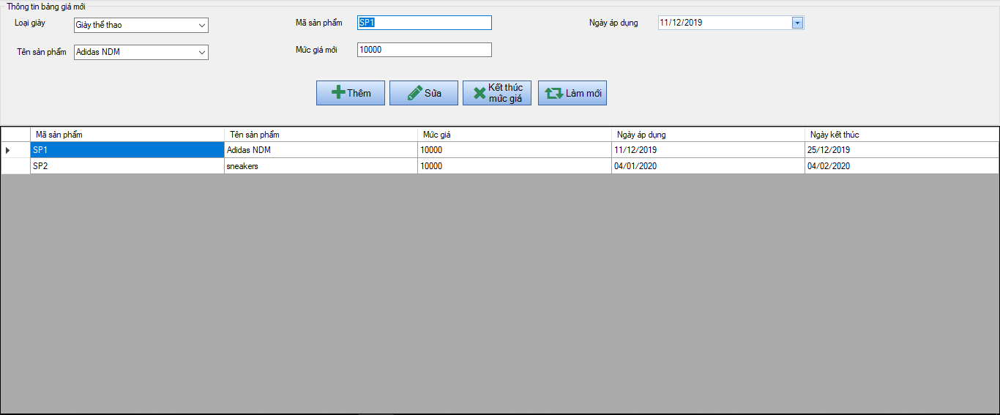 Thông tin bảng giá mới
Loại giày
Giày thể thao
Mã sản phẩm
SP1
Ngày áp dụng
11/12/2019
Tên sản phẩm
Adidas NDM
Mức giá mới
10000
Thêm
Sửa
Kết thúc
mức giá
Làm mới
Mã sản phẩm Tên sản phẩm Mức giá Ngày áp dụng Ngày kết thúc
SP1 Adidas NDM 10000 11/12/2019 25/12/2019
SP2 sneakers 10000 04/01/2020 04/02/2020